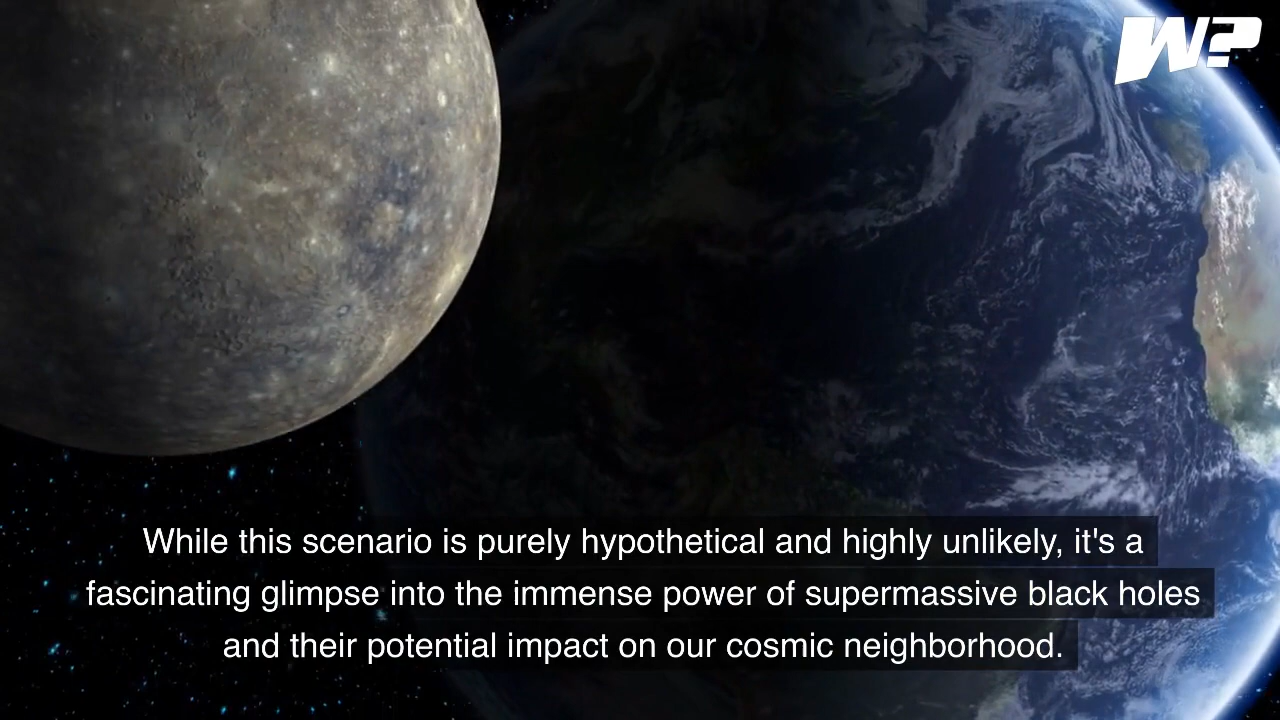 W?
While this scenario is purely hypothetical and highly unlikely, it's a
fascinating glimpse into the immense power of supermassive black holes
and their potential impact on our cosmic neighborhood.